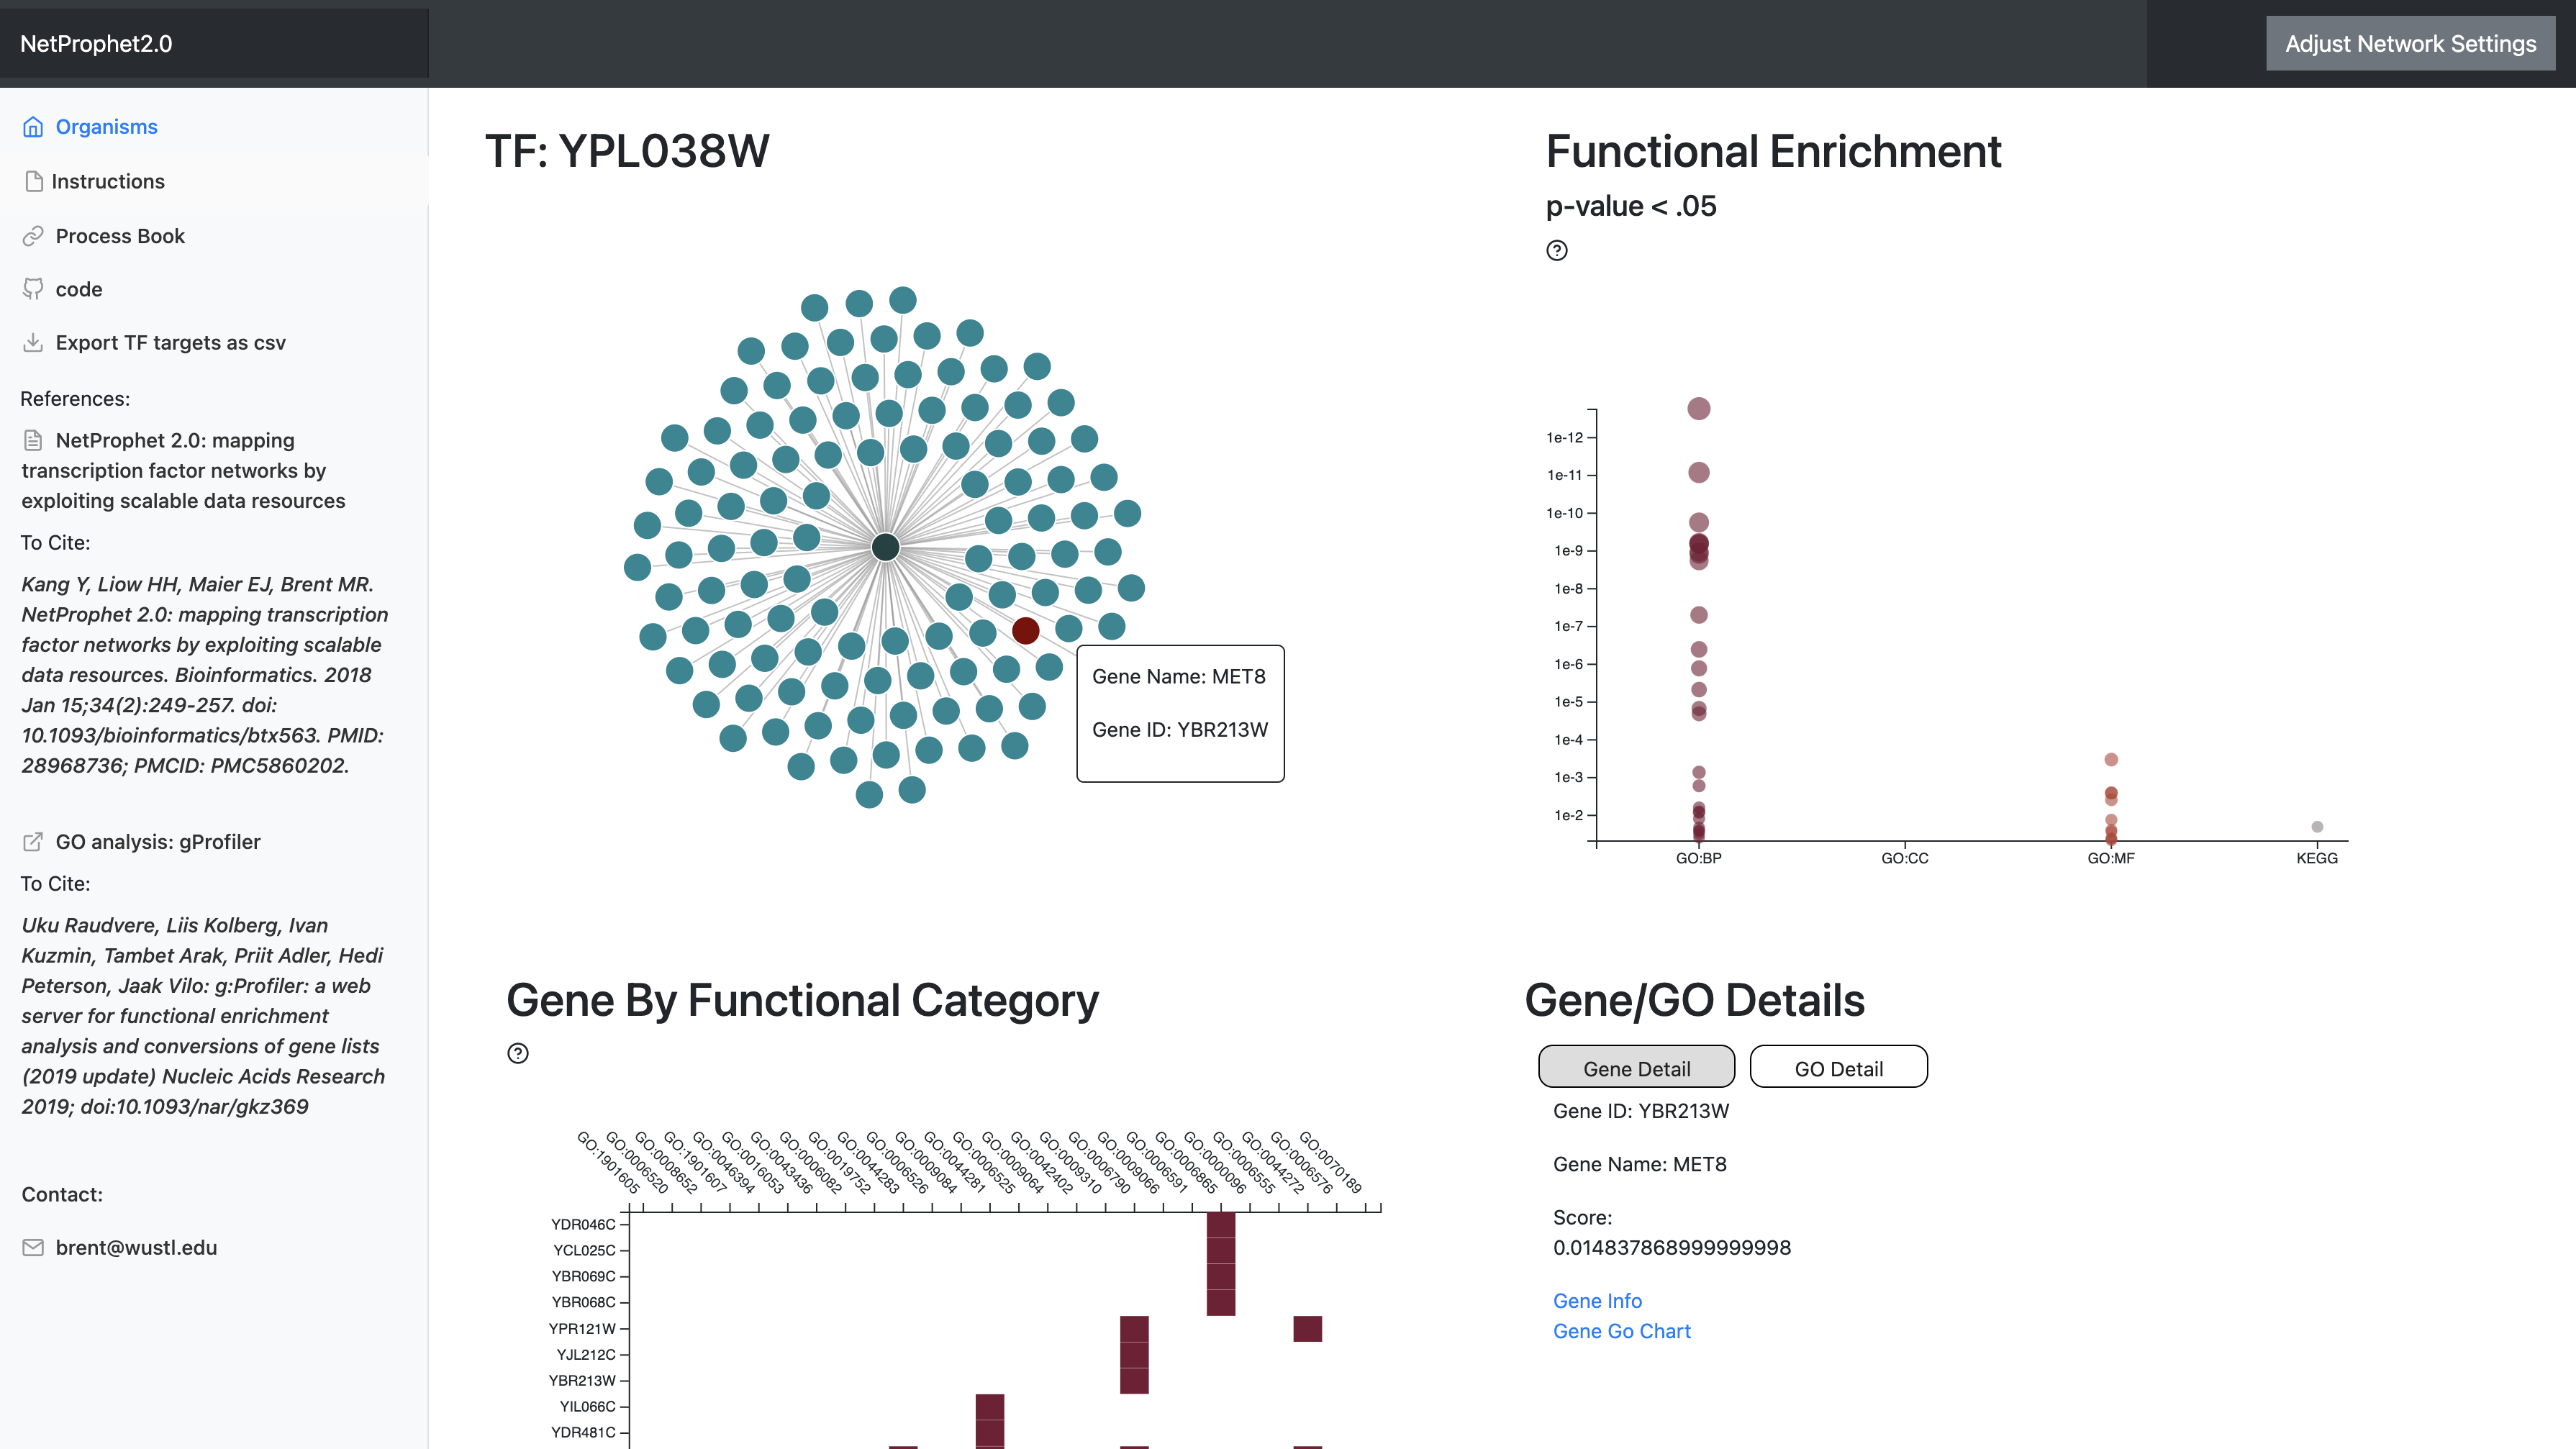 NetProphet2.0
Adjust Network Settings
Organisms
Instructions
Process Book
code
Export TF targets as csv
References:
NetProphet 2.0: mapping
transcription factor networks by
exploiting scalable data resources
To Cite:
Kang Y, Liow HH, Maier EJ, Brent MR.
NetProphet 2.0: mapping transcription
factor networks by exploiting scalable
data resources. Bioinformatics. 2018
Jan 15;34(2):249-257. doi:
10.1093/bioinformatics/btx563. PMID:
28968736; PMCID: PMC5860202.
GO analysis: gProfiler
To Cite:
Uku Raudvere, Liis Kolberg, Ivan
Kuzmin, Tambet Arak, Priit Adler, Hedi
Peterson, Jaak Vilo: g:Profiler: a web
server for functional enrichment
analysis and conversions of gene lists
(2019 update) Nucleic Acids Research
2019; doi:10.1093/nar/gkz369
Contact:
brent@wustl.edu
TF: YPL038W
Gene Name: MET8
Gene ID: YBR213W
Functional Enrichment
p-value < .05
1e-12
1e-11
1e-10
1e-9
1e-8
1e-7
1e-6
1e-5
1e-4
1e-3
1e-2
GO:BP
GO:CC
GO:MF
KEGG
Gene By Functional Category
GO:1901605
GO:0006520
GO:0008652
GO:1901607
GO:0046394
GO:0016053
GO:0043436
GO:0006082
GO:0019752
GO:0044283
GO:0006526
GO:0009084
GO:0044281
GO:0006525
GO:0009064
GO:0042402
GO:0009310
GO:0006790
GO:0009066
GO:0006591
GO:0006865
GO:0000096
GO:0006555
GO:0044272
GO:0006576
GO:0070189
YDR046C
YCL025C
YBR069C
YBR068C
YPR121W
YJL212C
YBR213W
YIL066C
YDR481C
Gene/GO Details
Gene Detail
GO Detail
Gene ID: YBR213W
Gene Name: MET8
Score:
0.014837868999999998
Gene Info
Gene Go Chart